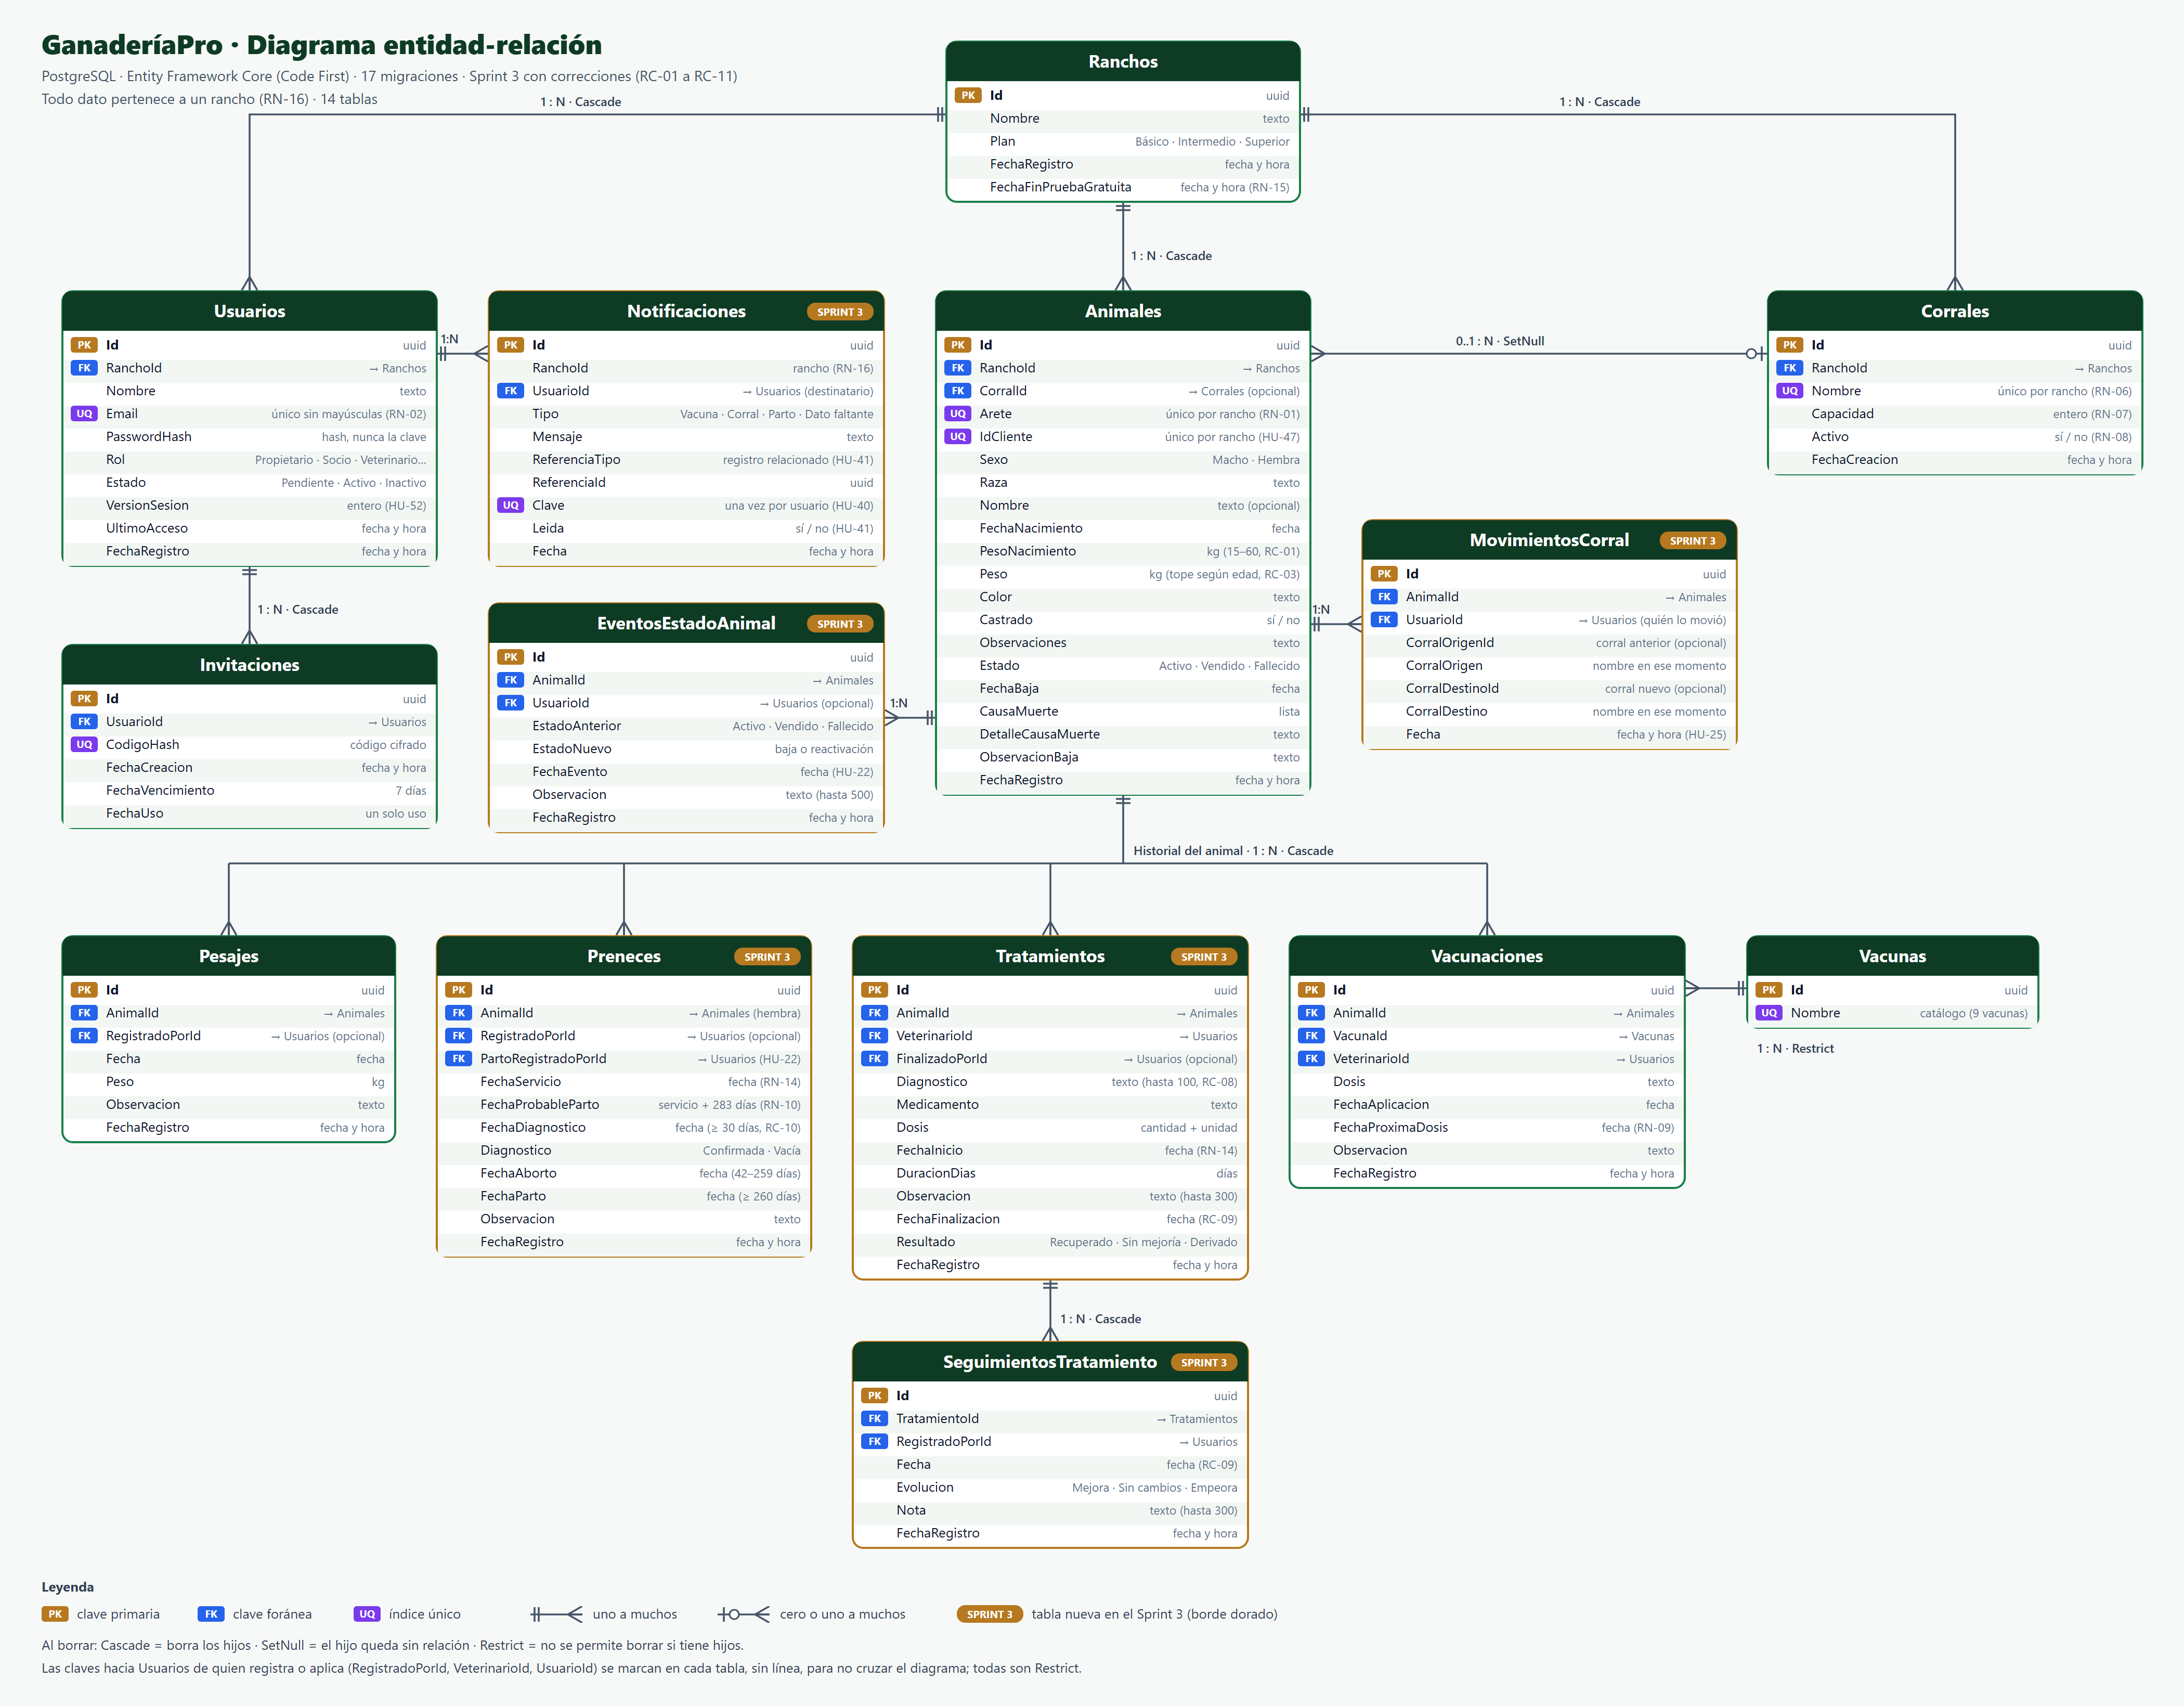 GanaderíaPro · Diagrama entidad-relación
PostgreSQL · Entity Framework Core (Code First) · 17 migraciones · Sprint 3 con correcciones (RC-01 a RC-11)
Todo dato pertenece a un rancho (RN-16) · 14 tablas
1 : N · Cascade
1 : N · Cascade
Ranchos
PK Id uuid
Nombre texto
Plan Básico · Intermedio · Superior
FechaRegistro fecha y hora
FechaFinPruebaGratuita fecha y hora (RN-15)
1 : N · Cascade
Usuarios
PK Id uuid
FK RanchoId → Ranchos
Nombre texto
UQ Email único sin mayúsculas (RN-02)
PasswordHash hash, nunca la clave
Rol Propietario · Socio · Veterinario...
Estado Pendiente · Activo · Inactivo
VersionSesion entero (HU-52)
UltimoAcceso fecha y hora
FechaRegistro fecha y hora
1:N
Notificaciones SPRINT 3
PK Id uuid
RanchoId rancho (RN-16)
FK UsuarioId → Usuarios (destinatario)
Tipo Vacuna · Corral · Parto · Dato faltante
Mensaje texto
ReferenciaTipo registro relacionado (HU-41)
ReferenciaId uuid
UQ Clave una vez por usuario (HU-40)
Leida sí / no (HU-41)
Fecha fecha y hora
Animales
PK Id uuid
FK RanchoId → Ranchos
FK CorralId → Corrales (opcional)
UQ Arete único por rancho (RN-01)
UQ IdCliente único por rancho (HU-47)
Sexo Macho · Hembra
Raza texto
Nombre texto (opcional)
FechaNacimiento fecha
PesoNacimiento kg (15–60, RC-01)
Peso kg (tope según edad, RC-03)
Color texto
Castrado sí / no
Observaciones texto
Estado Activo · Vendido · Fallecido
FechaBaja fecha
CausaMuerte lista
DetalleCausaMuerte texto
ObservacionBaja texto
FechaRegistro fecha y hora
0..1 : N · SetNull
Corrales
PK Id uuid
FK RanchoId → Ranchos
UQ Nombre único por rancho (RN-06)
Capacidad entero (RN-07)
Activo sí / no (RN-08)
FechaCreacion fecha y hora
1:N
MovimientosCorral SPRINT 3
PK Id uuid
FK AnimalId → Animales
FK UsuarioId → Usuarios (quién lo movió)
CorralOrigenId corral anterior (opcional)
CorralOrigen nombre en ese momento
CorralDestinoId corral nuevo (opcional)
CorralDestino nombre en ese momento
Fecha fecha y hora (HU-25)
1 : N · Cascade
Invitaciones
PK Id uuid
FK UsuarioId → Usuarios
UQ CodigoHash código cifrado
FechaCreacion fecha y hora
FechaVencimiento 7 días
FechaUso un solo uso
EventosEstadoAnimal SPRINT 3
PK Id uuid
FK AnimalId → Animales
FK UsuarioId → Usuarios (opcional)
EstadoAnterior Activo · Vendido · Fallecido
EstadoNuevo baja o reactivación
FechaEvento fecha (HU-22)
Observacion texto (hasta 500)
FechaRegistro fecha y hora
1:N
Historial del animal · 1 : N · Cascade
Pesajes
PK Id uuid
FK AnimalId → Animales
FK RegistradoPorId → Usuarios (opcional)
Fecha fecha
Peso kg
Observacion texto
FechaRegistro fecha y hora
Preneces SPRINT 3
PK Id uuid
FK AnimalId → Animales (hembra)
FK RegistradoPorId → Usuarios (opcional)
FK PartoRegistradoPorId → Usuarios (HU-22)
FechaServicio fecha (RN-14)
FechaProbableParto servicio + 283 días (RN-10)
FechaDiagnostico fecha (≥ 30 días, RC-10)
Diagnostico Confirmada · Vacía
FechaAborto fecha (42–259 días)
FechaParto fecha (≥ 260 días)
Observacion texto
FechaRegistro fecha y hora
Tratamientos SPRINT 3
PK Id uuid
FK AnimalId → Animales
FK VeterinarioId → Usuarios
FK FinalizadoPorId → Usuarios (opcional)
Diagnostico texto (hasta 100, RC-08)
Medicamento texto
Dosis cantidad + unidad
FechaInicio fecha (RN-14)
DuracionDias días
Observacion texto (hasta 300)
FechaFinalizacion fecha (RC-09)
Resultado Recuperado · Sin mejoría · Derivado
FechaRegistro fecha y hora
Vacunaciones
PK Id uuid
FK AnimalId → Animales
FK VacunaId → Vacunas
FK VeterinarioId → Usuarios
Dosis texto
FechaAplicacion fecha
FechaProximaDosis fecha (RN-09)
Observacion texto
FechaRegistro fecha y hora
Vacunas
PK Id uuid
UQ Nombre catálogo (9 vacunas)
1 : N · Restrict
1 : N · Cascade
SeguimientosTratamiento SPRINT 3
PK Id uuid
FK TratamientoId → Tratamientos
FK RegistradoPorId → Usuarios
Fecha fecha (RC-09)
Evolucion Mejora · Sin cambios · Empeora
Nota texto (hasta 300)
FechaRegistro fecha y hora
Leyenda
PK clave primaria FK clave foránea UQ índice único uno a muchos cero o uno a muchos SPRINT 3 tabla nueva en el Sprint 3 (borde dorado)
Al borrar: Cascade = borra los hijos · SetNull = el hijo queda sin relación · Restrict = no se permite borrar si tiene hijos.
Las claves hacia Usuarios de quien registra o aplica (RegistradoPorId, VeterinarioId, UsuarioId) se marcan en cada tabla, sin línea, para no cruzar el diagrama; todas son Restrict.